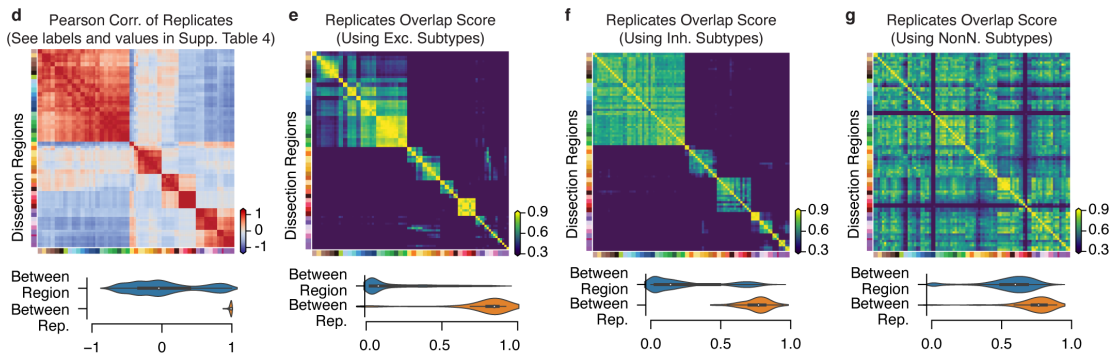 d Pearson Corr. of Replicates
(See labels and values in Supp. Table 4)
Dissection Regions
1
0
−1
Between
Region
Between
Rep.
−1 0 1
e Replicates Overlap Score
(Using Exc. Subtypes)
Dissection Regions
0.9
0.6
0.3
Between
Region
Between
Rep.
0.0 0.5 1.0
f Replicates Overlap Score
(Using Inh. Subtypes)
Dissection Regions
0.9
0.6
0.3
Between
Region
Between
Rep.
0.0 0.5 1.0
g Replicates Overlap Score
(Using NonN. Subtypes)
Dissection Regions
0.9
0.6
0.3
Between
Region
Between
Rep.
0.0 0.5 1.0